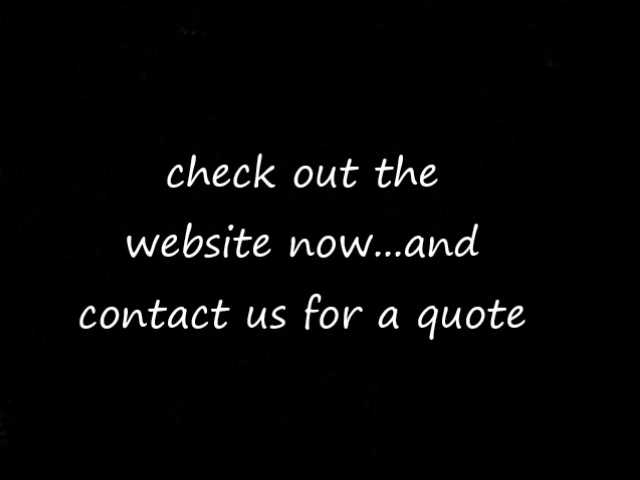 check out the
website now...and
contact us for a quote